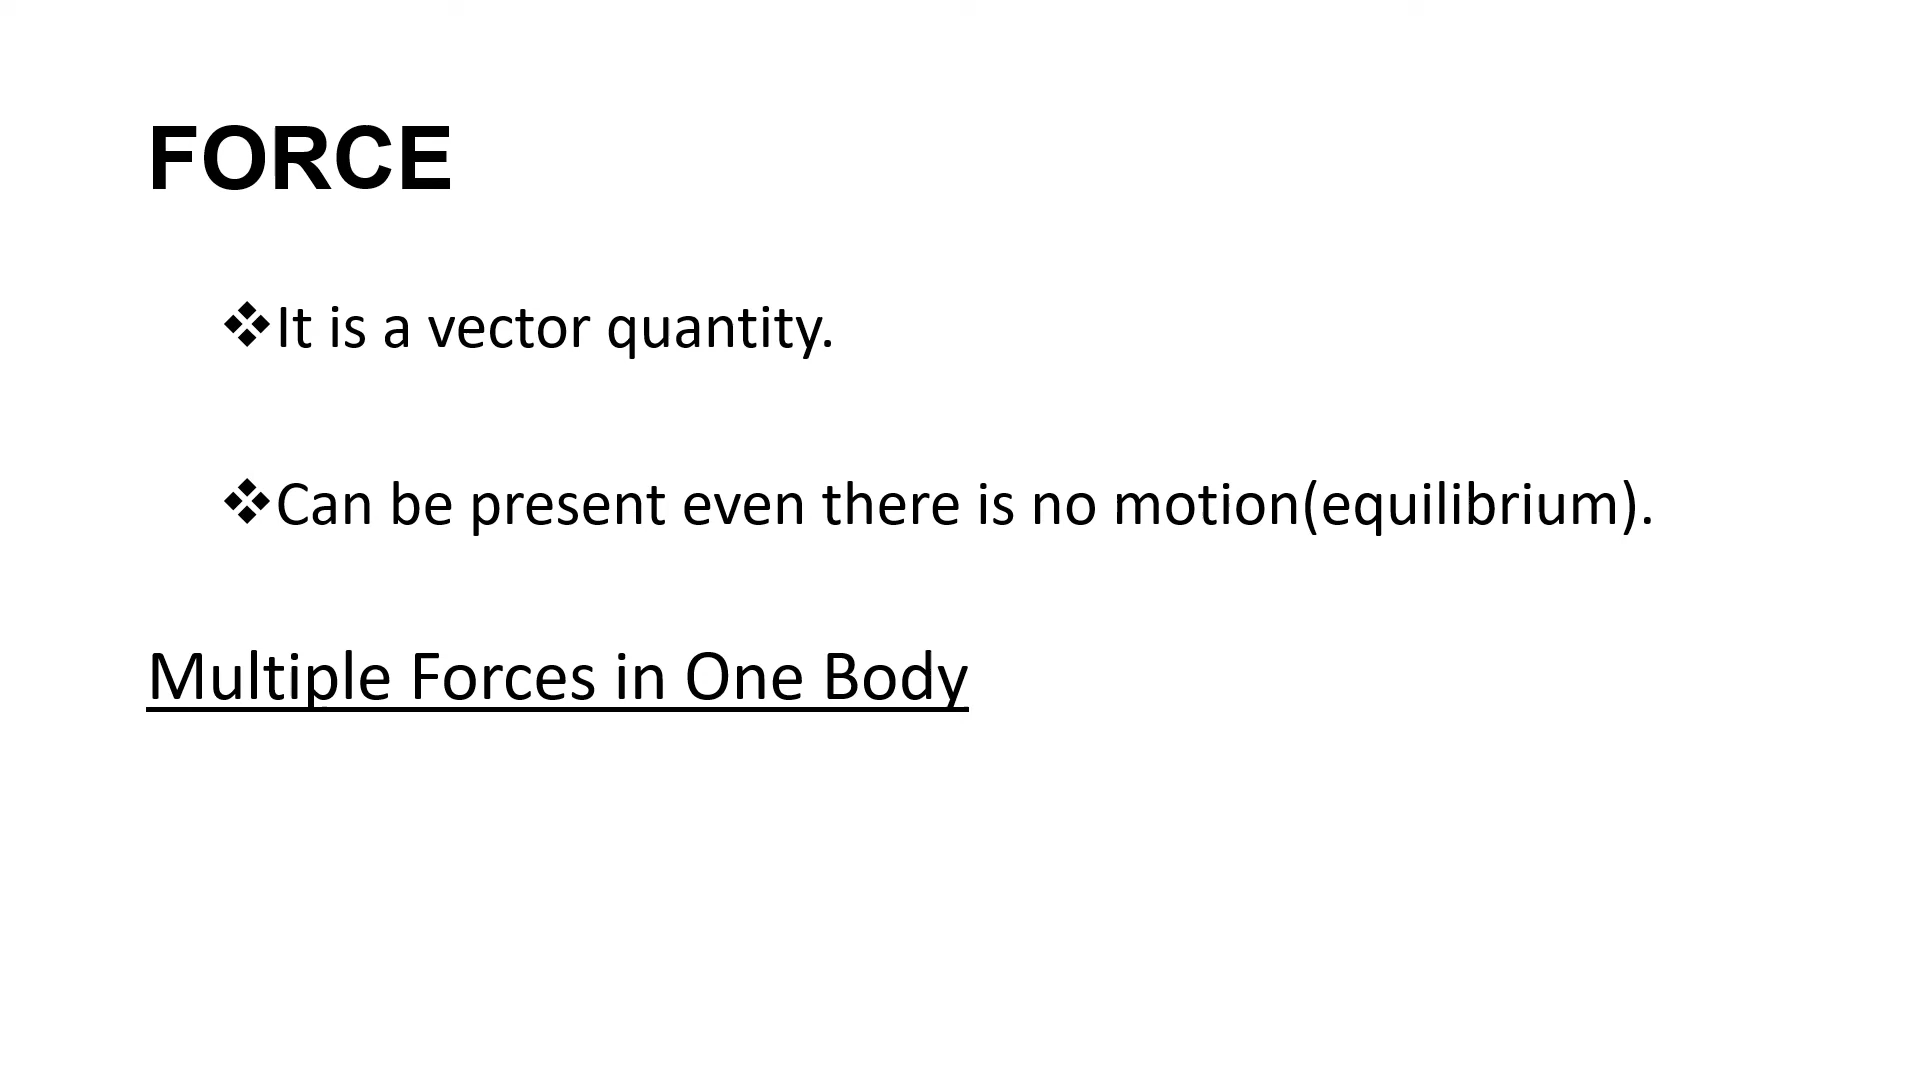 FORCE
❖It is a vector quantity.
❖Can be present even there is no motion(equilibrium).
Multiple Forces in One Body